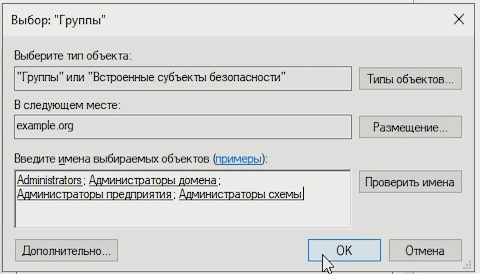 Выбор: "Группы"
Выберите тип объекта:
"Группы" или "Встроенные субъекты безопасности"
Типы объектов...
В следующем месте:
example.org
Размещение...
Введите имена выбираемых объектов (примеры):
Administrators; Администраторы домена;
Администраторы предприятия; Администраторы схемы
Проверить имена
Дополнительно...
ОК
Отмена